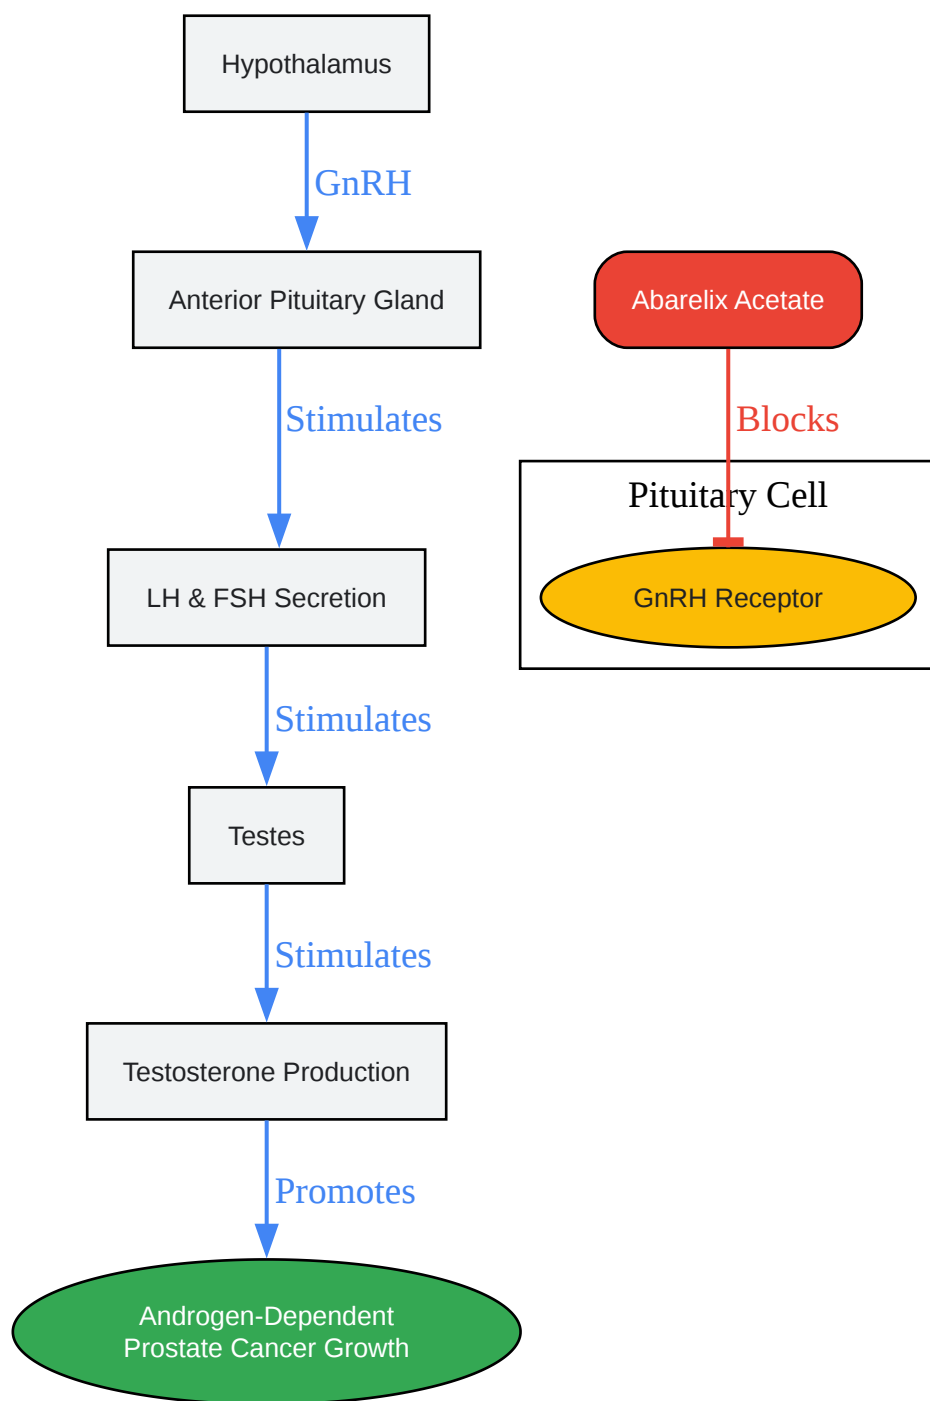 Hypothalamus
GnRH
Anterior Pituitary Gland
Abarelix Acetate
Stimulates
Blocks
Pituitary Cell
LH & FSH Secretion
GnRH Receptor
Stimulates
Testes
Stimulates
Testosterone Production
Promotes
Androgen-Dependent
Prostate Cancer Growth